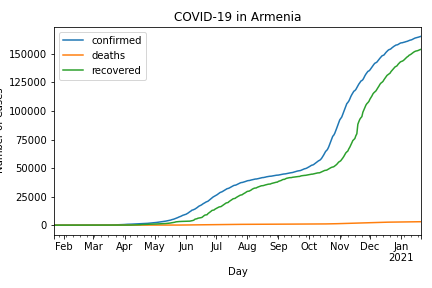 COVID-19 in Armenia
confirmed
deaths
recovered
150000
125000
100000
75000
50000
25000
0
Feb Mar Apr May Jun Jul Aug Sep Oct Nov Dec Jan
2021
Day